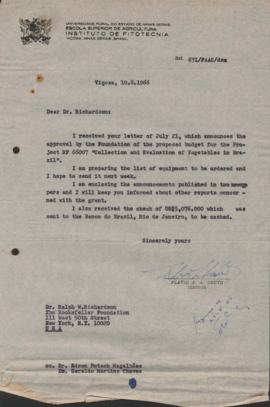 UNIVERSIDADE RURAL DO ESTADO DE MINAS GERAIS
ESCOLA SUPERIOR DE AGRICULTURA
INSTITUTO DE FITOTECNIA
VIÇOSA, MINAS GERAIS, BRASIL
Viçosa, 10.8.1966
Dear Dr. Richardson:
I received your letter of July 21, which announces the
approval by the Foundation of the proposed budget for the Pro
ject RF 66007 "Collection and Evaluation of Vegetables in Bra
zil".
I am preparing the list of equipment to be ordered and
I hope to send it next week.
I am enclosing the announcements published in two
pers and I will keep you informed about other reports concer
ned with the grant.
I also received the check of US$5,076,000 which was
sent to the Banco do Brasil, Rio de Janeiro, to be cashed.
Sincerely yours:
FLAVIO A. A. COUTO
Dr. Ralph W.Richardson
The Rockefeller Foundation
111 West 50th Street
New York, N.Y. 10020
U S A
cc. Dr. Edson Potsch Magalhães
Dr. Geraldo Martins Chaves